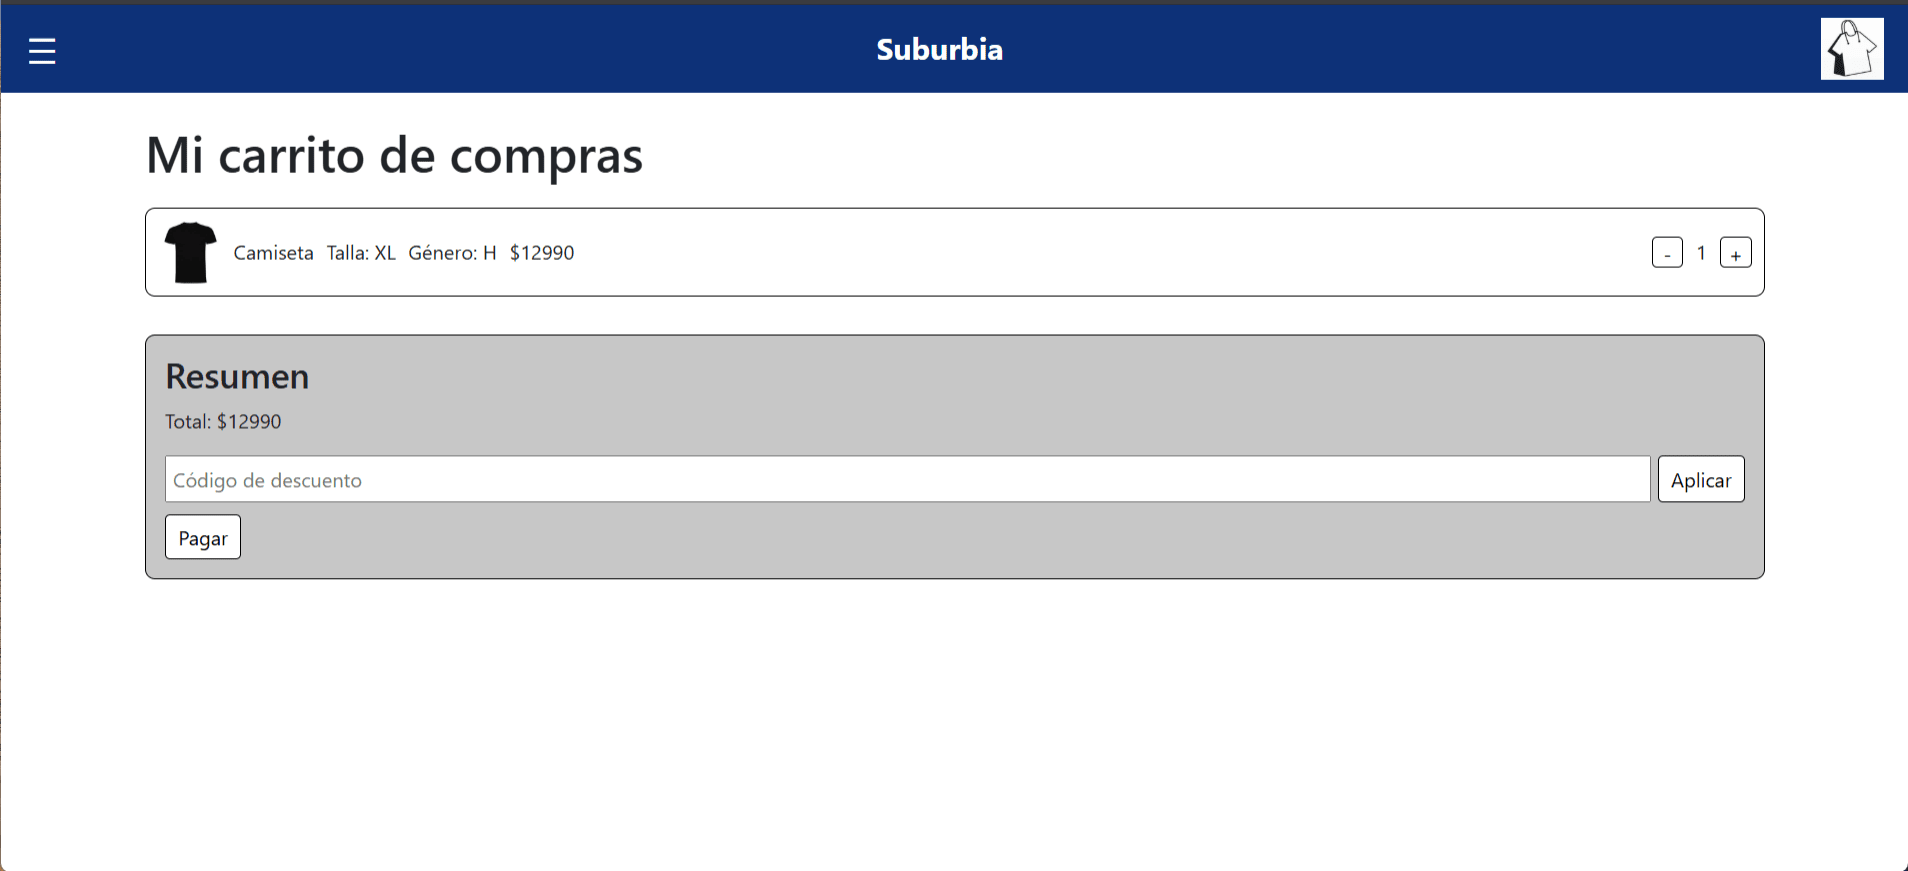 ☰ Suburbia
Mi carrito de compras
Camiseta Talla: XL Género: H $12990 - 1 +
Resumen
Total: $12990
Código de descuento Aplicar
Pagar